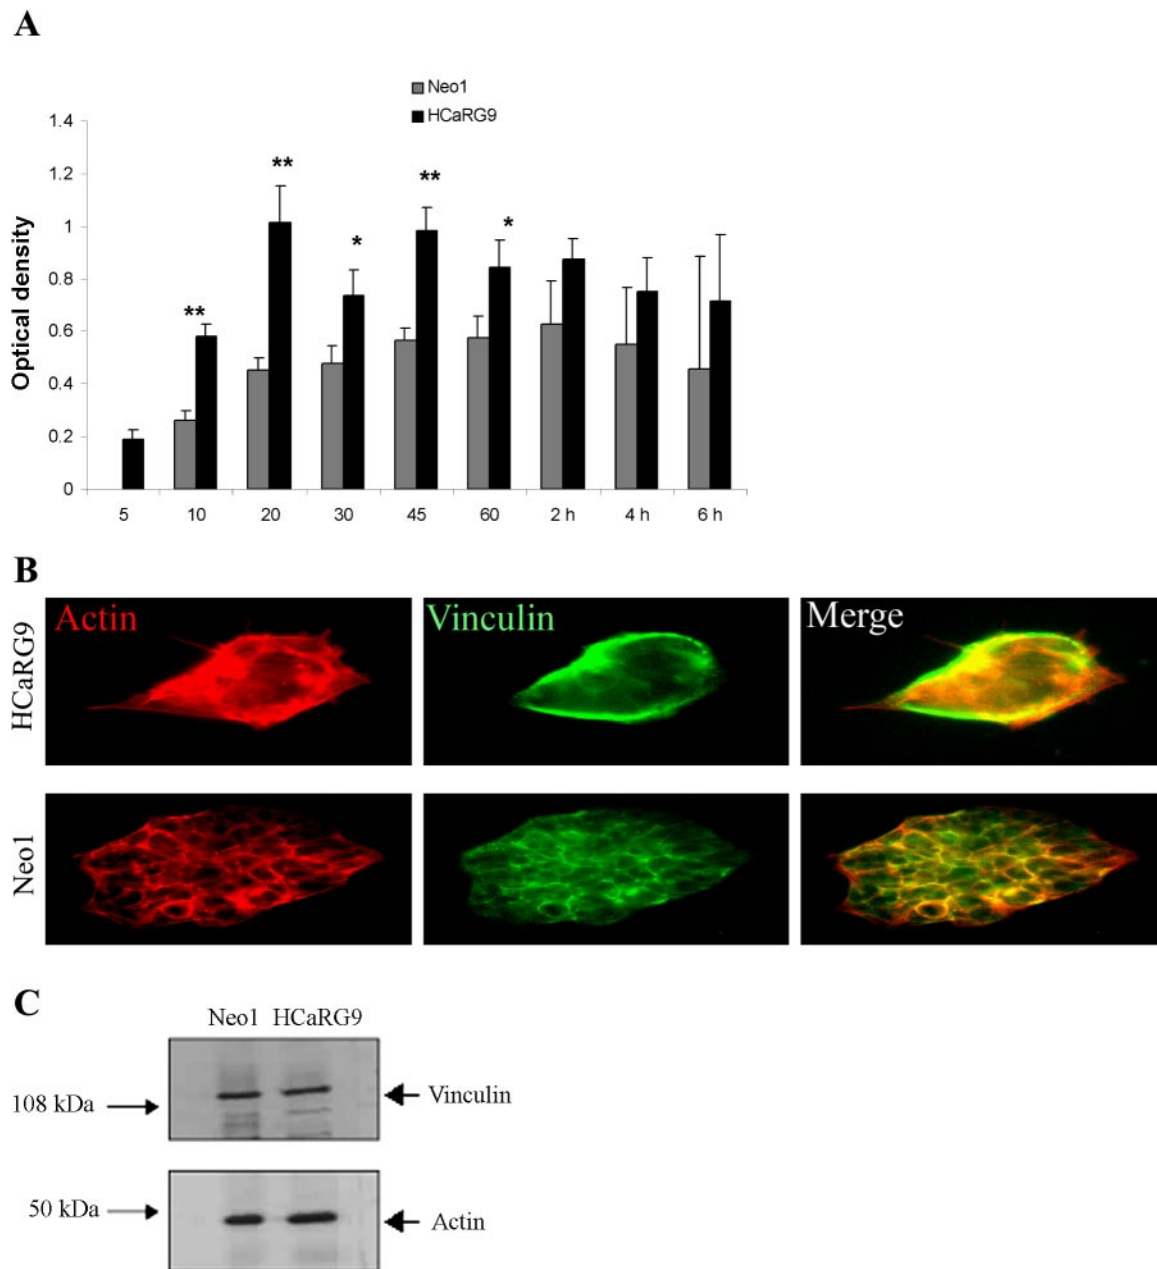 A
Neo1
HCaRG9
1.4
1.2
1
0.8
0.6
0.4
0.2
0
Optical density
**
**
*
**
*
5 10 20 30 45 60 2 h 4 h 6 h
B
HCaRG9
Actin
Vinculin
Merge
Neo1
C
Neo1 HCaRG9
108 kDa
Vinculin
50 kDa
Actin